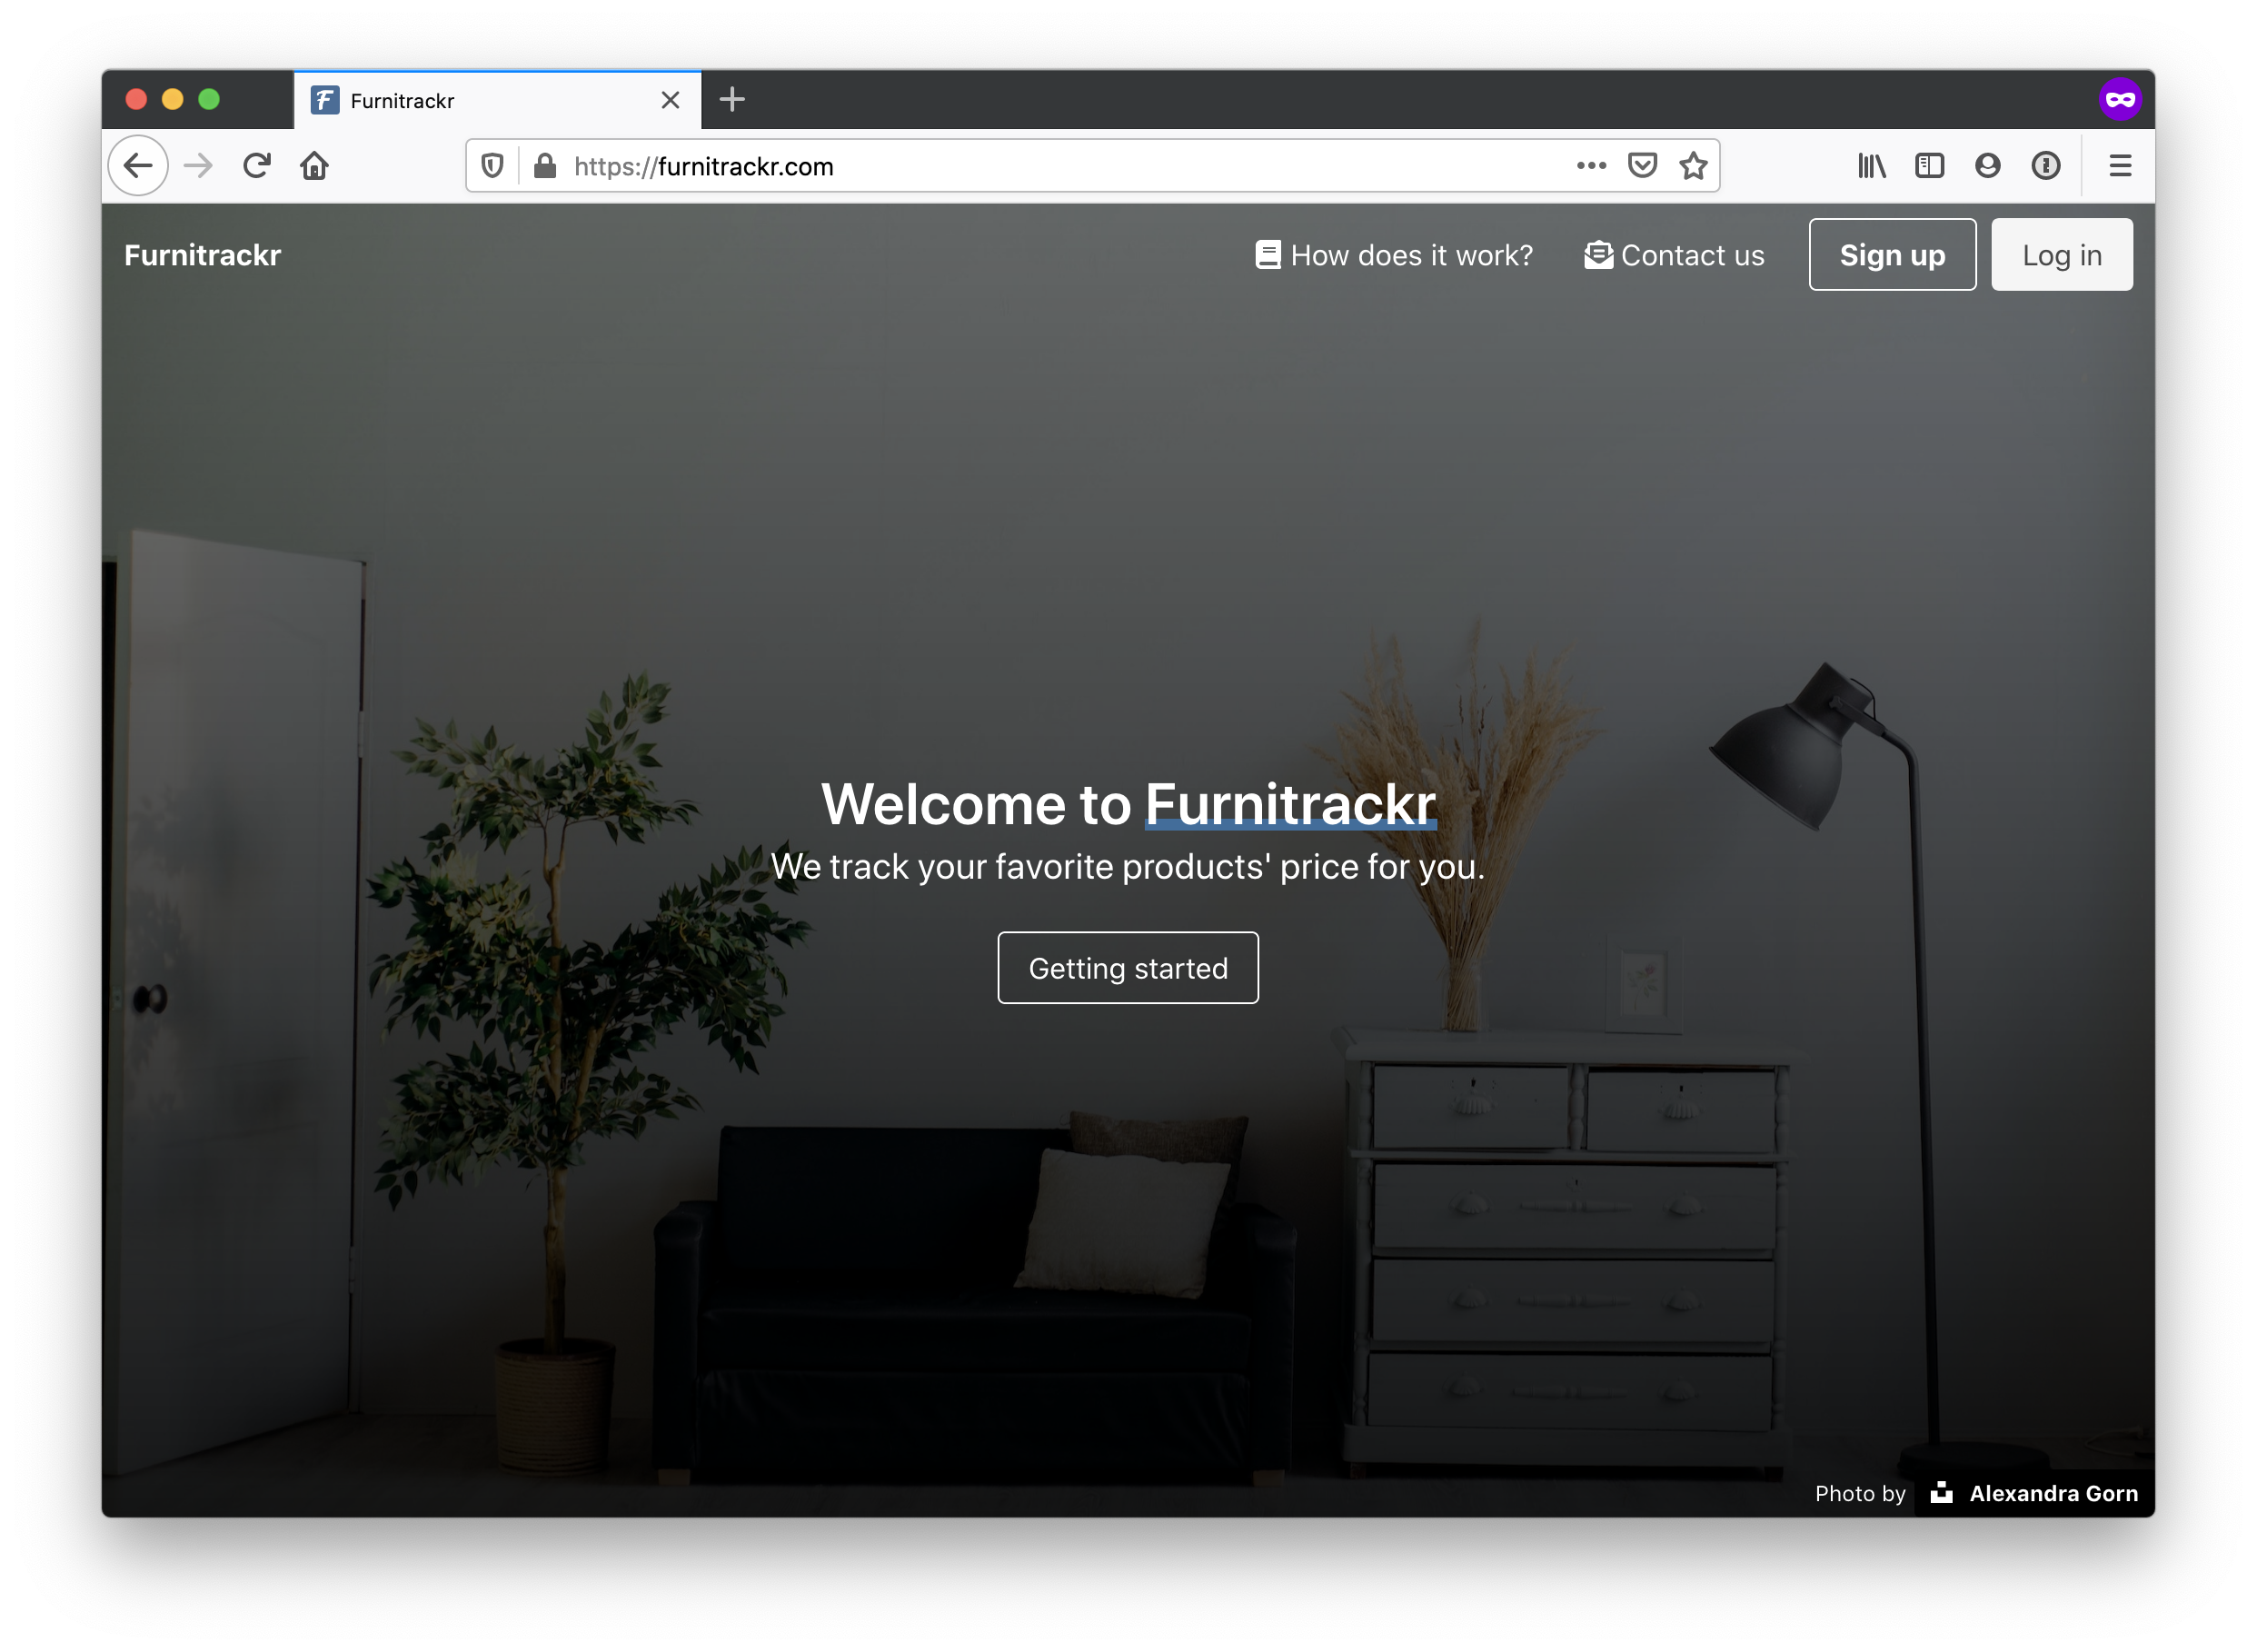 Furnitrackr
https://furnitrackr.com
Furnitrackr
How does it work?
Contact us
Sign up
Log in
Welcome to Furnitrackr
We track your favorite products' price for you.
Getting started
Photo by Alexandra Gorn